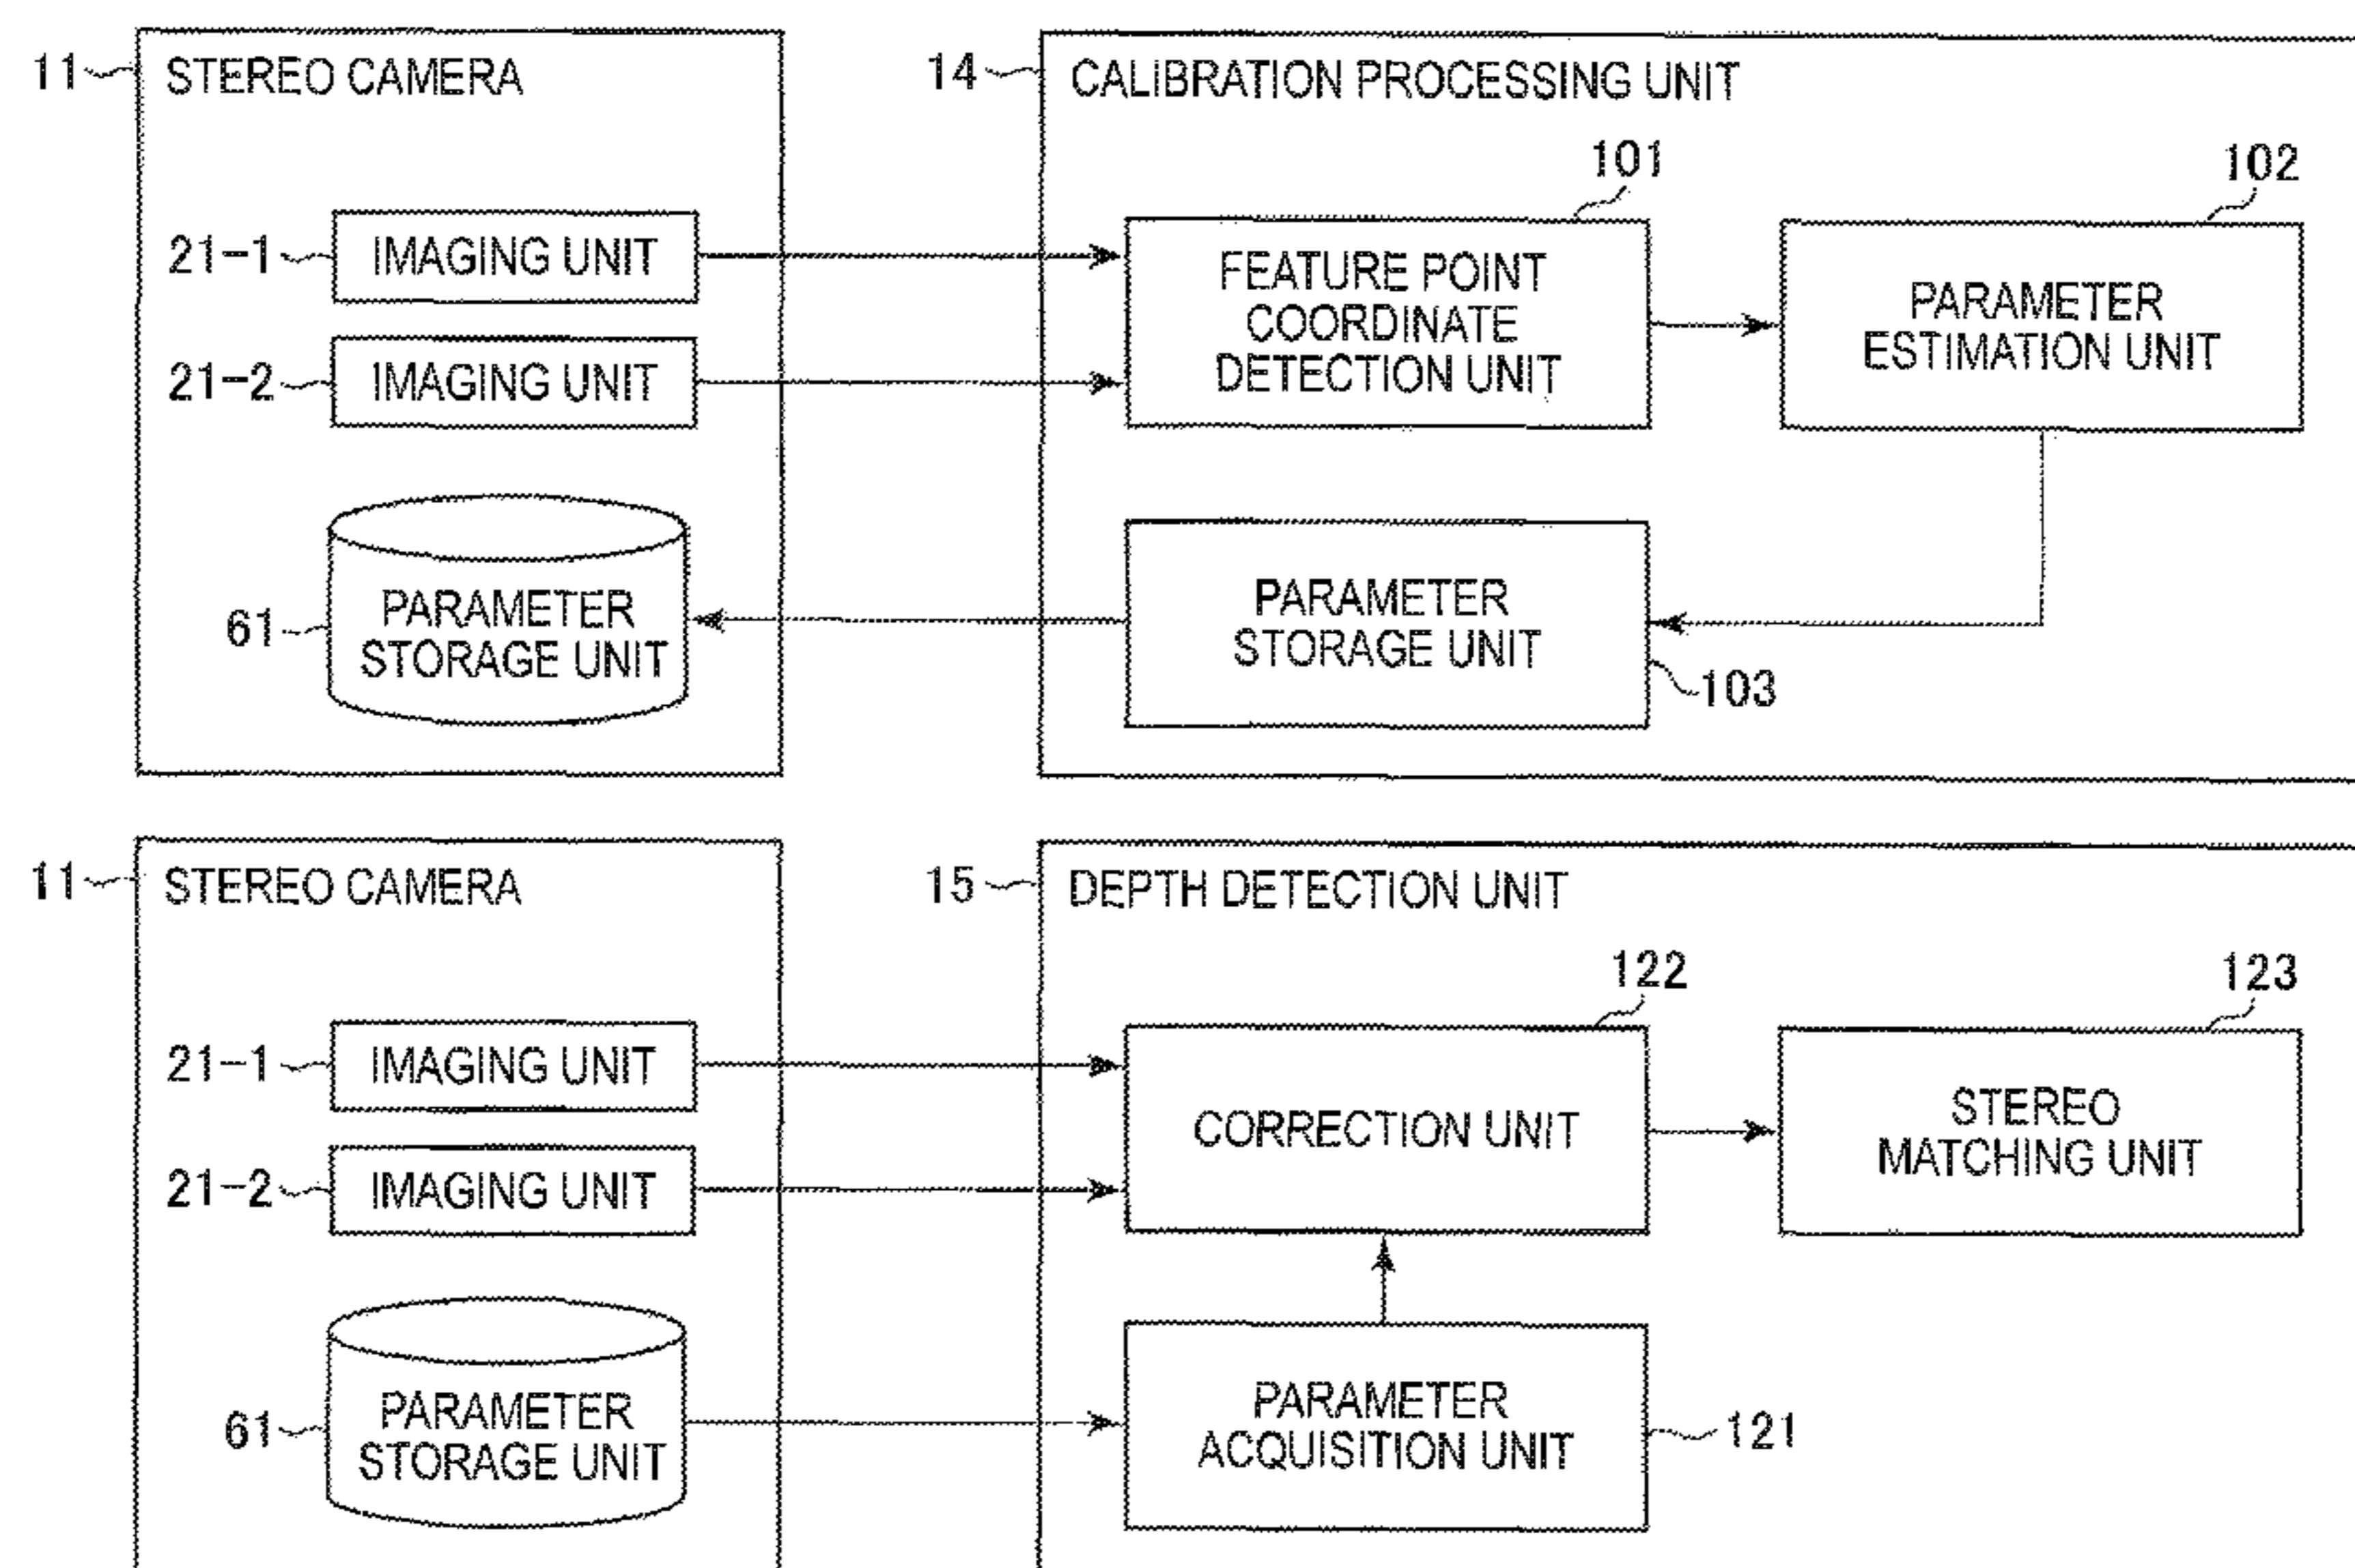 11
STEREO CAMERA
14
CALIBRATION PROCESSING UNIT
101
102
21-1
IMAGING UNIT
21-2
IMAGING UNIT
FEATURE POINT
COORDINATE
DETECTION UNIT
PARAMETER
ESTIMATION UNIT
61
PARAMETER
STORAGE UNIT
PARAMETER
STORAGE UNIT
103
11
STEREO CAMERA
15
DEPTH DETECTION UNIT
122
123
21-1
IMAGING UNIT
21-2
IMAGING UNIT
CORRECTION UNIT
STEREO
MATCHING UNIT
61
PARAMETER
STORAGE UNIT
PARAMETER
ACQUISITION UNIT
121